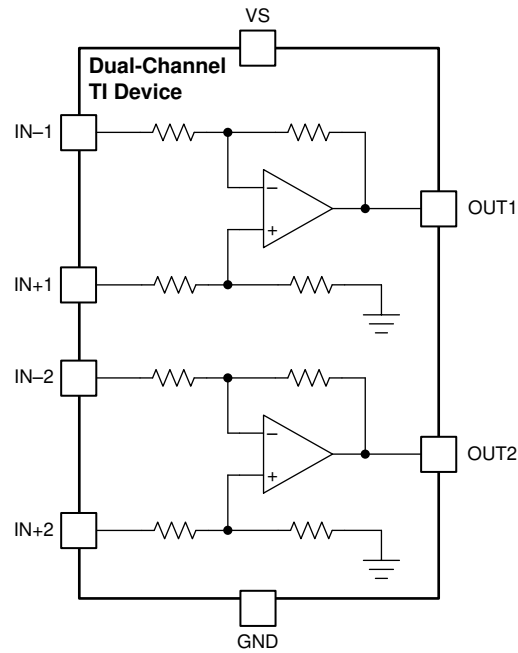 VS
Dual-Channel
TI Device
IN–1
−
OUT1
+
IN+1
IN–2
−
OUT2
+
IN+2
GND